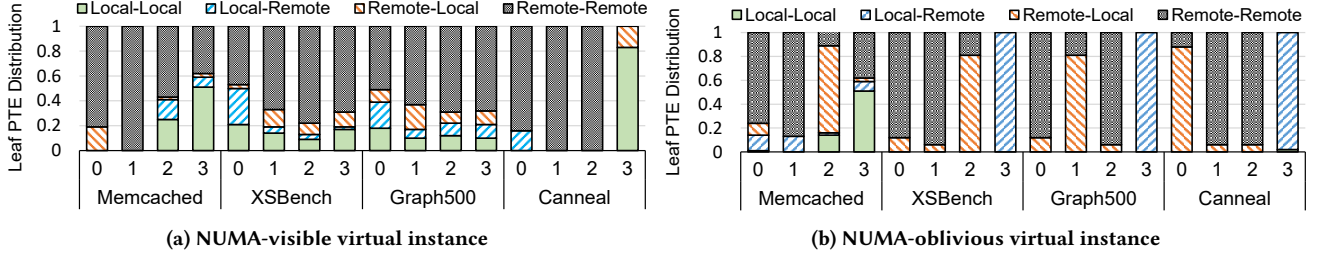 Local-Local Local-Remote Remote-Local Remote-Remote
Leaf PTE Distribution
1
0.8
0.6
0.4
0.2
0
0 1 2 3 0 1 2 3 0 1 2 3 0 1 2 3
Memcached XSBench Graph500 Canneal
(a) NUMA-visible virtual instance
Local-Local Local-Remote Remote-Local Remote-Remote
Leaf PTE Distribution
1
0.8
0.6
0.4
0.2
0
0 1 2 3 0 1 2 3 0 1 2 3 0 1 2 3
Memcached XSBench Graph500 Canneal
(b) NUMA-oblivious virtual instance